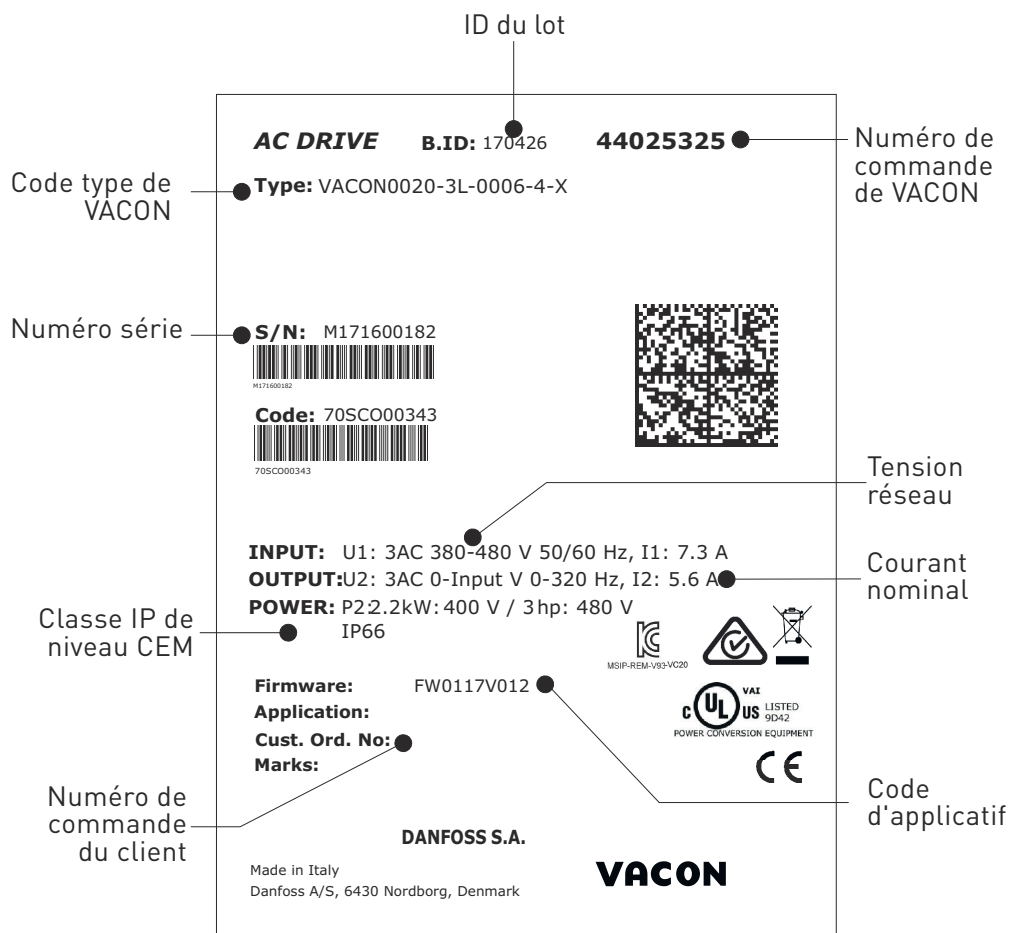 ID du lot
AC DRIVE B.ID: 170426 44025325
Numéro de
commande
de VACON
Code type de
VACON
Type: VACON0020-3L-0006-4-X
Numéro série
S/N: M171600182
M171600182
Code: 70SCO00343
70SCO00343
Tension
réseau
INPUT: U1: 3AC 380-480 V 50/60 Hz, I1: 7.3 A
OUTPUT:U2: 3AC 0-Input V 0-320 Hz, I2: 5.6 A
Courant
nominal
POWER: P2:2.2kW: 400 V / 3 hp: 480 V
IP66
Classe IP de
niveau CEM
MSIP-REM-V93-VC20
Firmware: FW0117V012
Application:
Cust. Ord. No:
Marks:
C UL US VAI
LISTED
9D42
POWER CONVERSION EQUIPMENT
CE
Numéro de
commande
du client
Code
d'applicatif
DANFOSS S.A.
Made in Italy
Danfoss A/S, 6430 Nordborg, Denmark
VACON